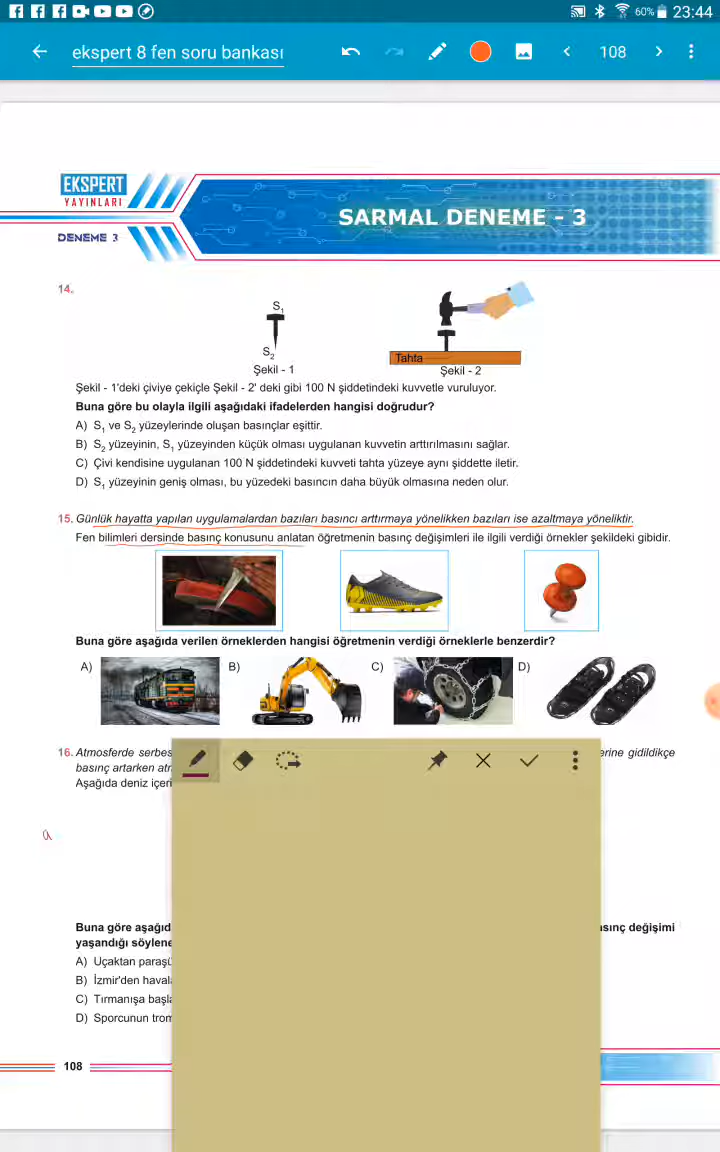 60% 23:44
ekspert 8 fen soru bankası
108
EKSPERT
YAYINLARI
DENEME 3
SARMAL DENEME - 3
14.
S₁
S₂
Şekil - 1
Tahta
Şekil - 2
Şekil - 1'deki çiviye çekiçle Şekil - 2' deki gibi 100 N şiddetindeki kuvvetle vuruluyor.
Buna göre bu olayla ilgili aşağıdaki ifadelerden hangisi doğrudur?
A) S₁ ve S₂ yüzeylerinde oluşan basınçlar eşittir.
B) S₂ yüzeyinin, S₁ yüzeyinden küçük olması uygulanan kuvvetin arttırılmasını sağlar.
C) Çivi kendisine uygulanan 100 N şiddetindeki kuvveti tahta yüzeye aynı şiddette iletir.
D) S₁ yüzeyinin geniş olması, bu yüzeydeki basıncın daha büyük olmasına neden olur.
15. Günlük hayatta yapılan uygulamalardan bazıları basıncı arttırmaya yönelikken bazıları ise azaltmaya yöneliktir.
Fen bilimleri dersinde basınç konusunu anlatan öğretmenin basınç değişimleri ile ilgili verdiği örnekler şekildeki gibidir.
Buna göre aşağıda verilen örneklerden hangisi öğretmenin verdiği örneklerle benzerdir?
A) B) C) D)
16. Atmosferde serbes erine gidildikçe
basınç artarken atm
Aşağıda deniz içeri
Buna göre aşağıd sınç değişimi
yaşandığı söylene
A) Uçaktan paraşü
B) İzmir'den havala
C) Tırmanışa başla
D) Sporcunun tram
108